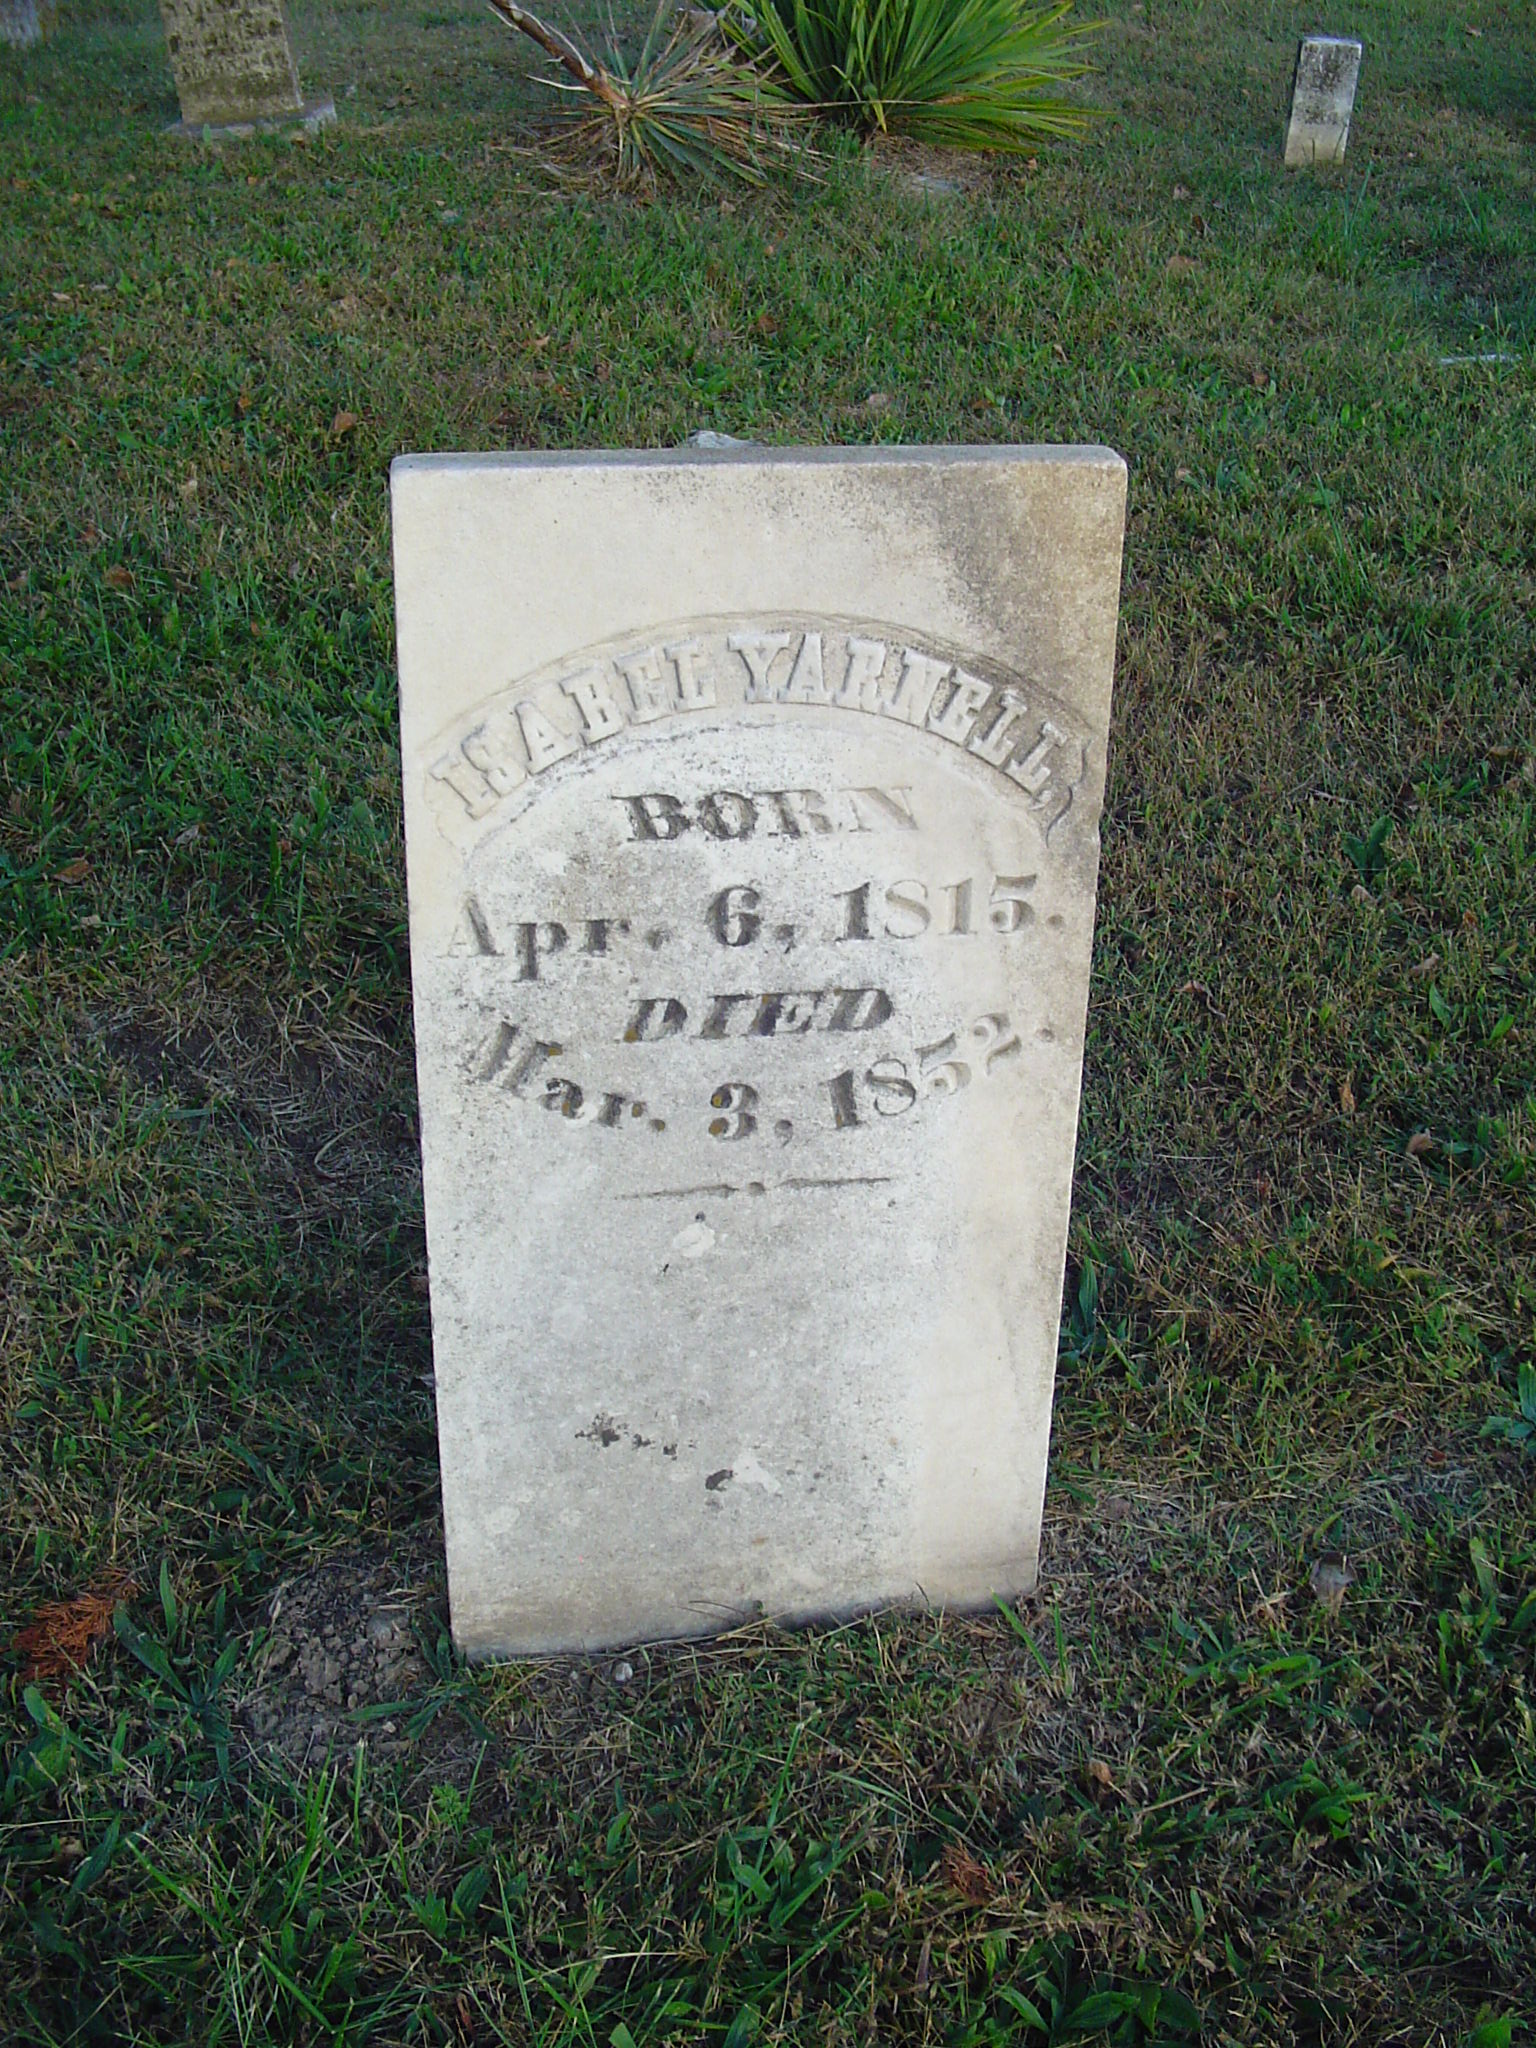 ISABEL YARNELL,
BORN
Apr. 6, 1815.
DIED
Mar. 3, 1852.